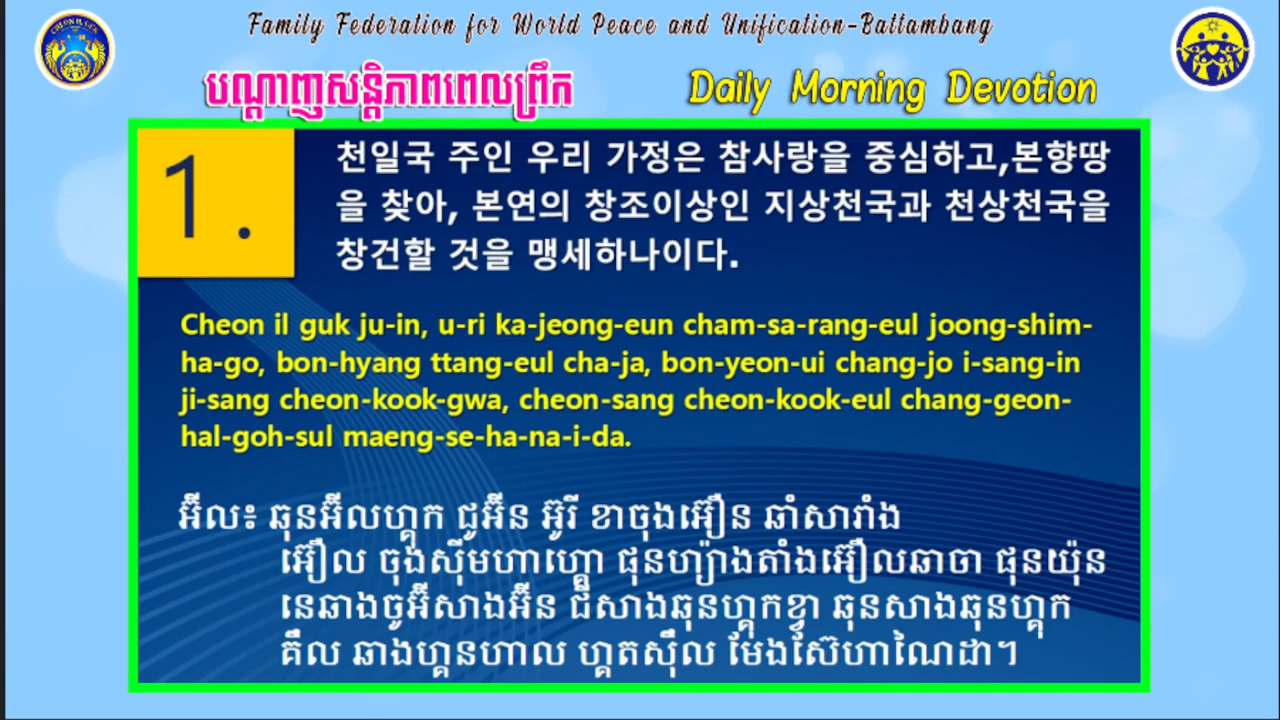 Family Federation for World Peace and Unification-Battambang
បណ្តាញសន្តិភាពពេលព្រឹក
Daily Morning Devotion
1.
천일국 주인 우리 가정은 참사랑을 중심하고,본향땅
을 찾아, 본연의 창조이상인 지상천국과 천상천국을
창건할 것을 맹세하나이다.
Cheon il guk ju-in, u-ri ka-jeong-eun cham-sa-rang-eul joong-shim-
ha-go, bon-hyang ttang-eul cha-ja, bon-yeon-ui chang-jo i-sang-in
ji-sang cheon-kook-gwa, cheon-sang cheon-kook-eul chang-geon-
hal-goh-sul maeng-se-ha-na-i-da.
អ៊ីល៖ ឆុនអ៊ីលហ្គុក ជូអ៊ីន អ៊ូរី ខាចុងអ៊ឿន ឆាំសារ៉ាំង
អ៊ឿល ចុងស៊ីមហាហ្គោ ផុនហ្យ៉ាងតាំងអ៊ឿលឆាចា ផុនយ៉ុន
នេឆាងចូអ៊ីសាងអ៊ីន ជីសាងឆុនហ្គុកខ្វា ឆុនសាងឆុនហ្គុក
គឹល ឆាងហ្គនហាល ហ្គតស៊ឹល មែងស៊ែហាណៃដា។